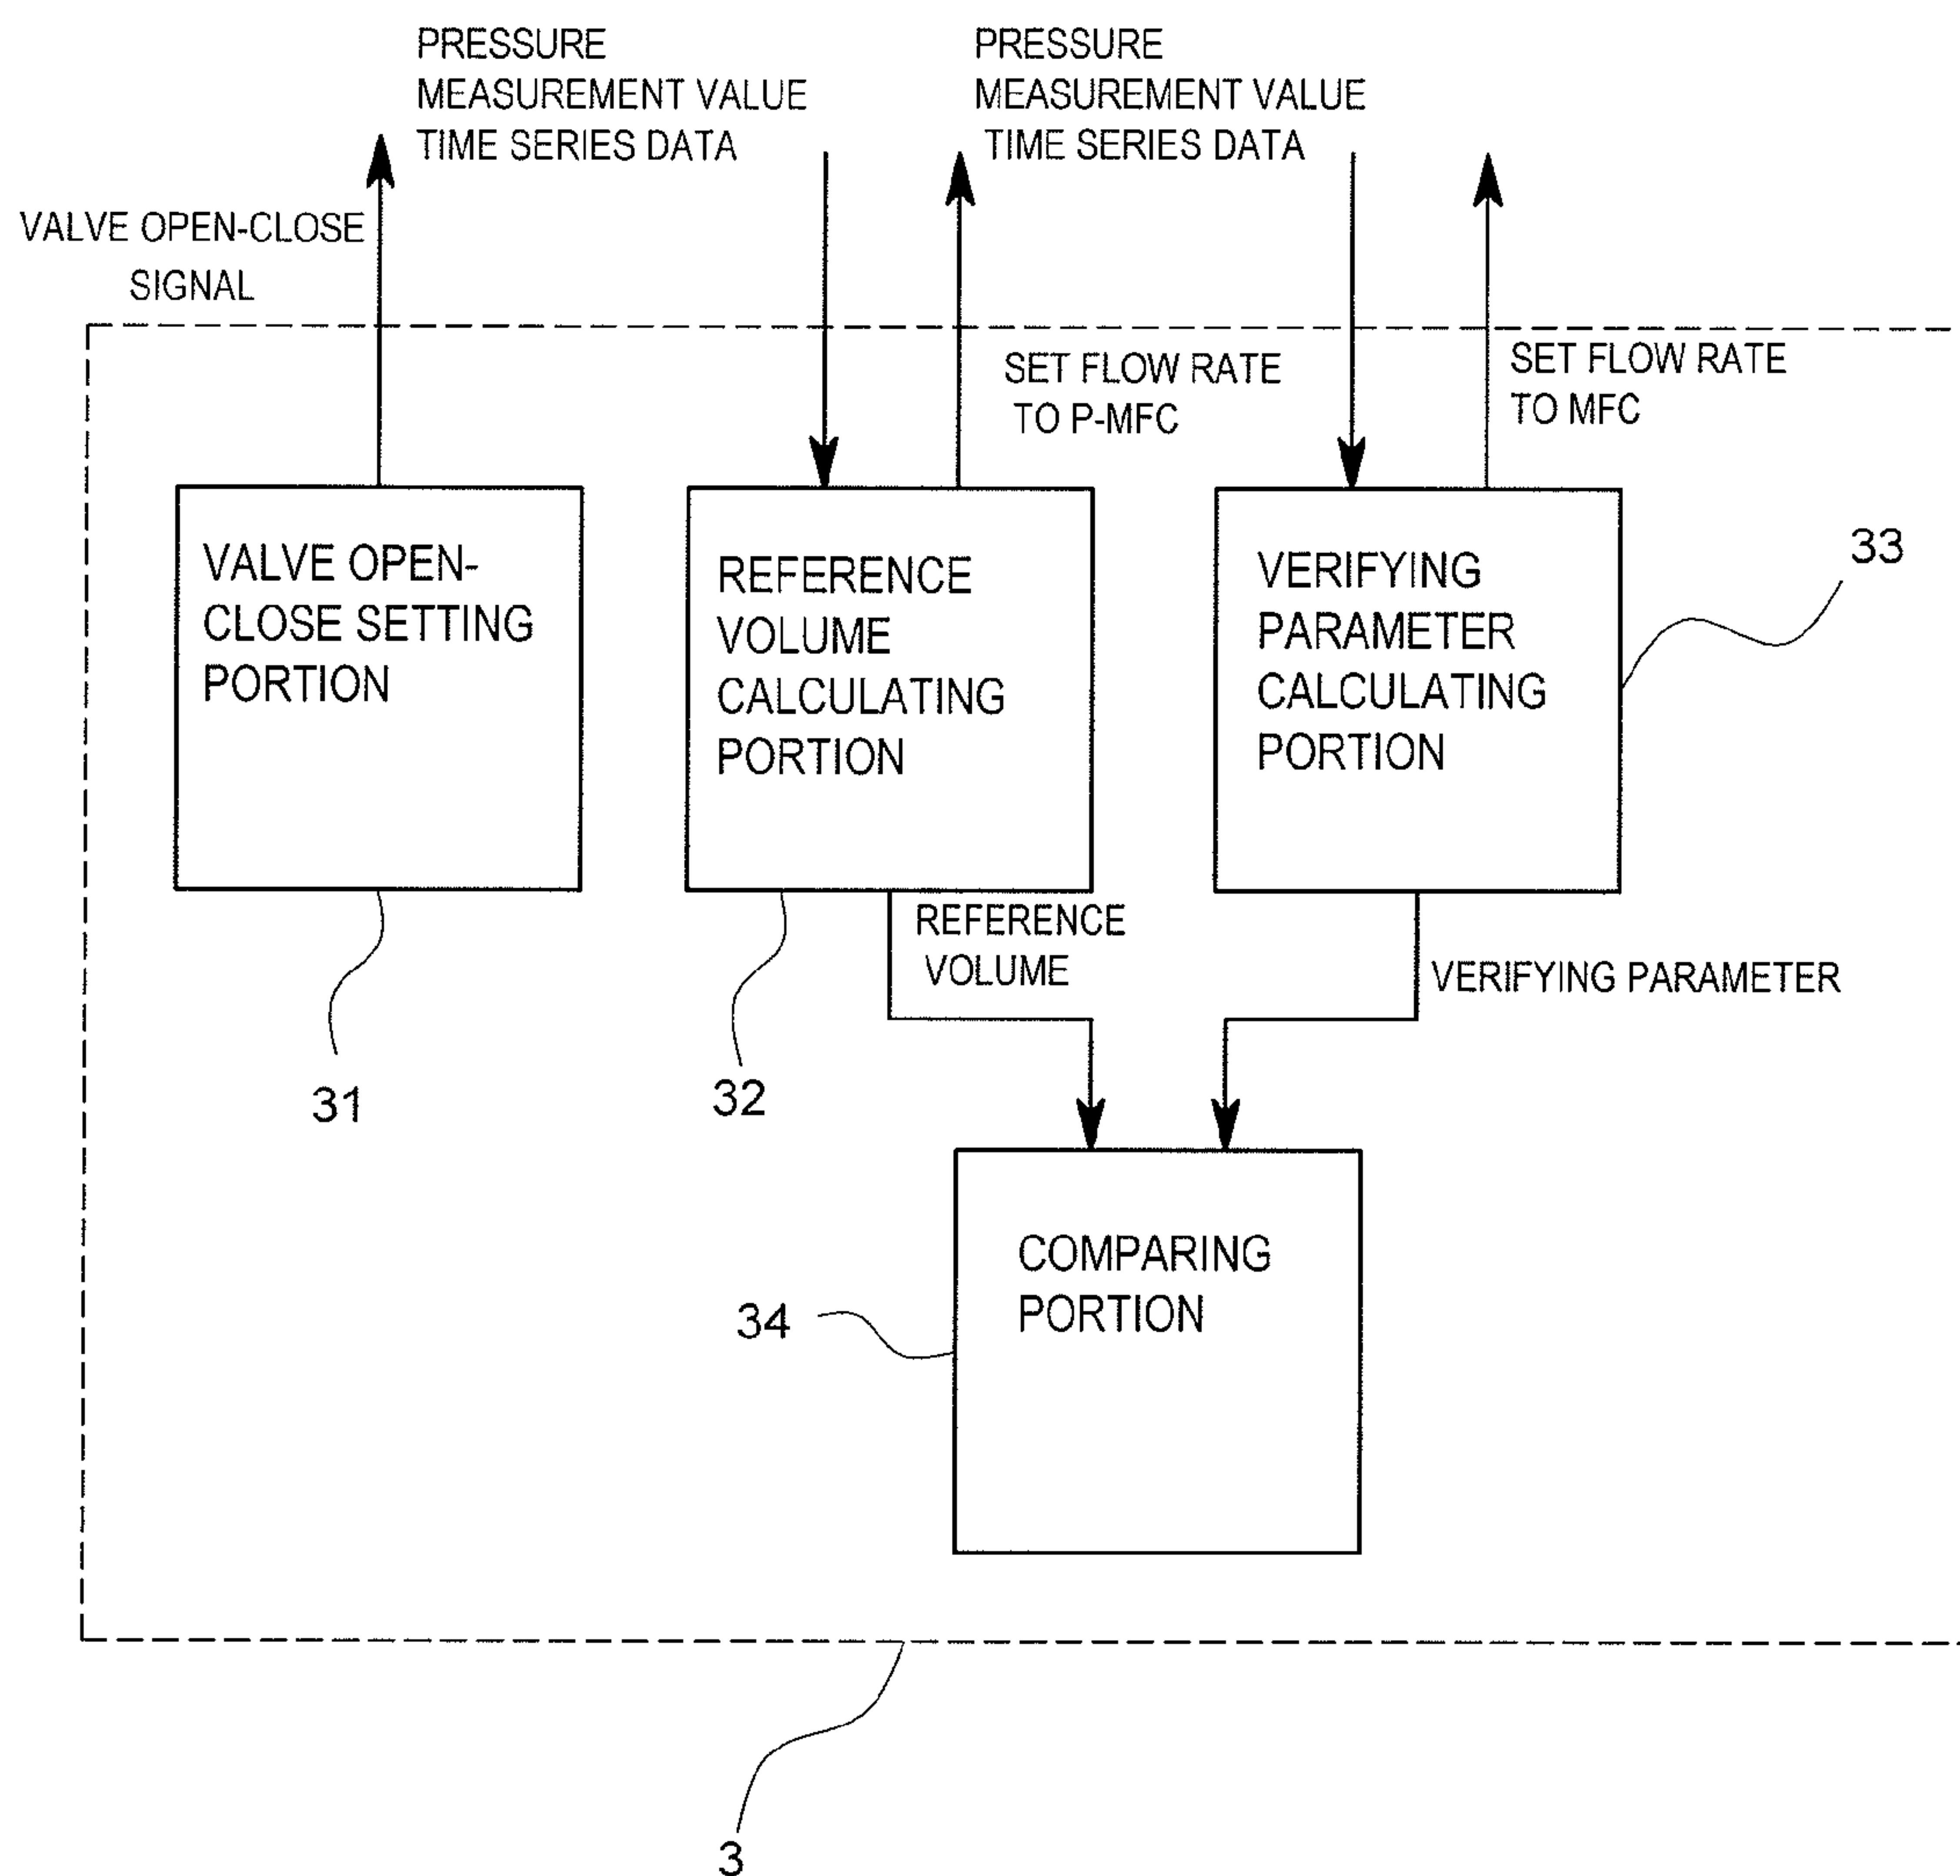 PRESSURE
MEASUREMENT VALUE
TIME SERIES DATA
PRESSURE
MEASUREMENT VALUE
TIME SERIES DATA
VALVE OPEN-CLOSE
SIGNAL
SET FLOW RATE
TO P-MFC
SET FLOW RATE
TO MFC
VALVE OPEN-
CLOSE SETTING
PORTION
REFERENCE
VOLUME
CALCULATING
PORTION
VERIFYING
PARAMETER
CALCULATING
PORTION
33
REFERENCE
VOLUME
VERIFYING PARAMETER
31
32
COMPARING
PORTION
34
3